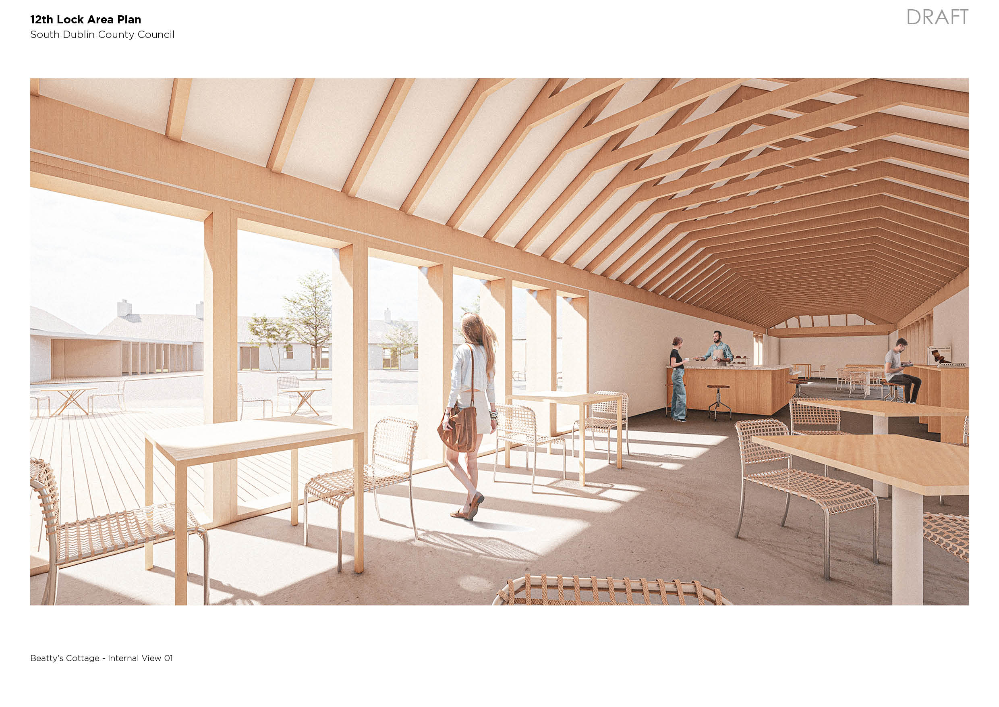 12th Lock Area Plan
South Dublin County Council
DRAFT
Beatty's Cottage - Internal View 01